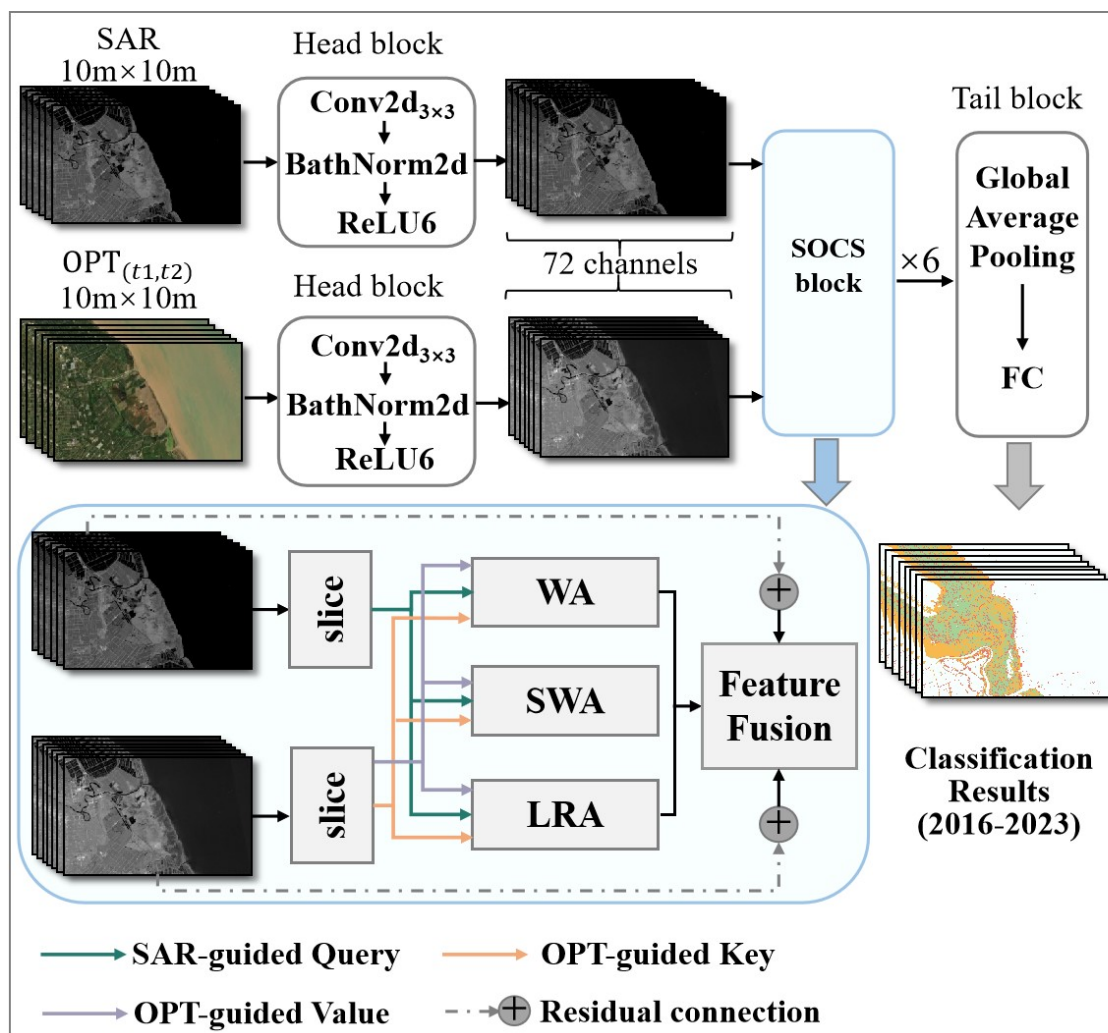 SAR
10m×10m
Head block
Conv2d3×3
BathNorm2d
ReLU6
72 channels
OPT(t1,t2)
10m×10m
Head block
Conv2d3×3
BathNorm2d
ReLU6
SOCS
block
×6
Tail block
Global
Average
Pooling
FC
slice
slice
WA
SWA
LRA
+
Feature
Fusion
+
Classification
Results
(2016-2023)
SAR-guided Query
OPT-guided Key
OPT-guided Value
+ Residual connection